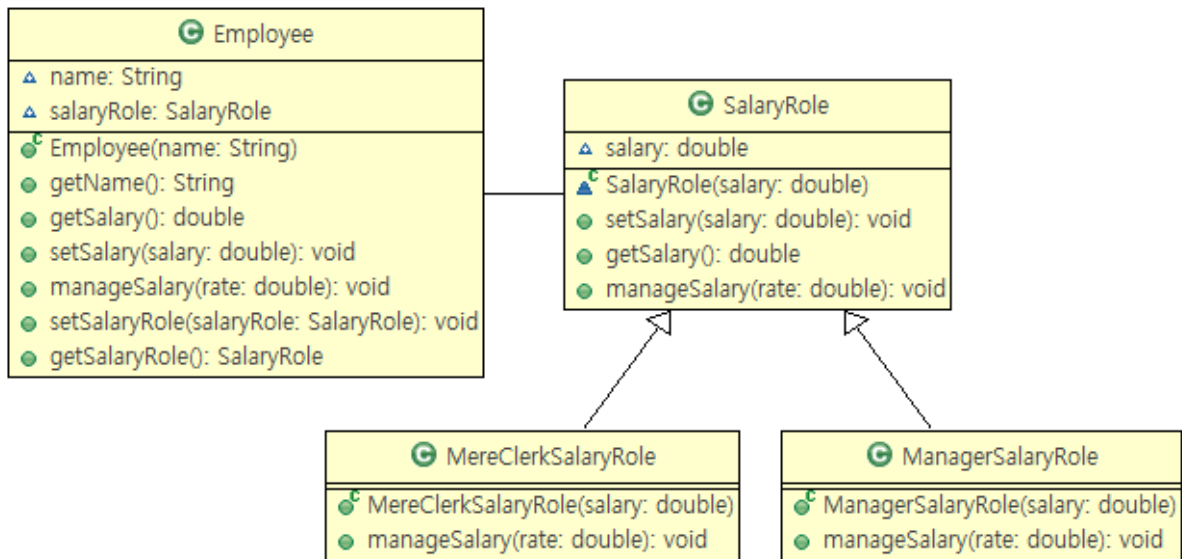 Employee
name: String
salaryRole: SalaryRole
Employee(name: String)
getName(): String
getSalary(): double
setSalary(salary: double): void
manageSalary(rate: double): void
setSalaryRole(salaryRole: SalaryRole): void
getSalaryRole(): SalaryRole
SalaryRole
salary: double
SalaryRole(salary: double)
setSalary(salary: double): void
getSalary(): double
manageSalary(rate: double): void
MereClerkSalaryRole
MereClerkSalaryRole(salary: double)
manageSalary(rate: double): void
ManagerSalaryRole
ManagerSalaryRole(salary: double)
manageSalary(rate: double): void